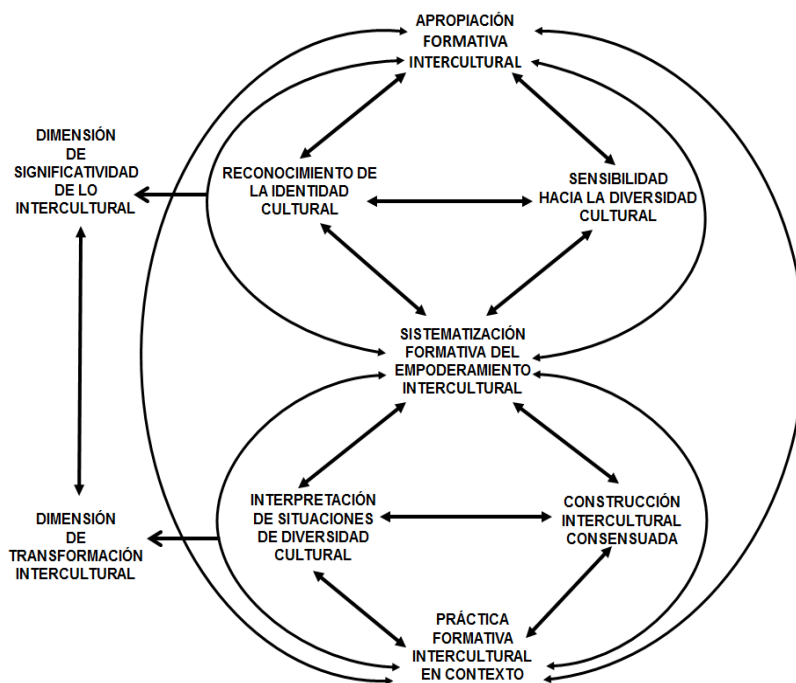 APROPIACIÓN
FORMATIVA
INTERCULTURAL
DIMENSIÓN
DE
SIGNIFICATIVIDAD
DE LO
INTERCULTURAL
RECONOCIMIENTO DE
LA IDENTIDAD
CULTURAL
SENSIBILIDAD
HACIA LA DIVERSIDAD
CULTURAL
SISTEMATIZACIÓN
FORMATIVA DEL
EMPODERAMIENTO
INTERCULTURAL
DIMENSIÓN
DE
TRANSFORMACIÓN
INTERCULTURAL
INTERPRETACIÓN
DE SITUACIONES
DE DIVERSIDAD
CULTURAL
CONSTRUCCIÓN
INTERCULTURAL
CONSENSUADA
PRÁCTICA
FORMATIVA
INTERCULTURAL
EN CONTEXTO